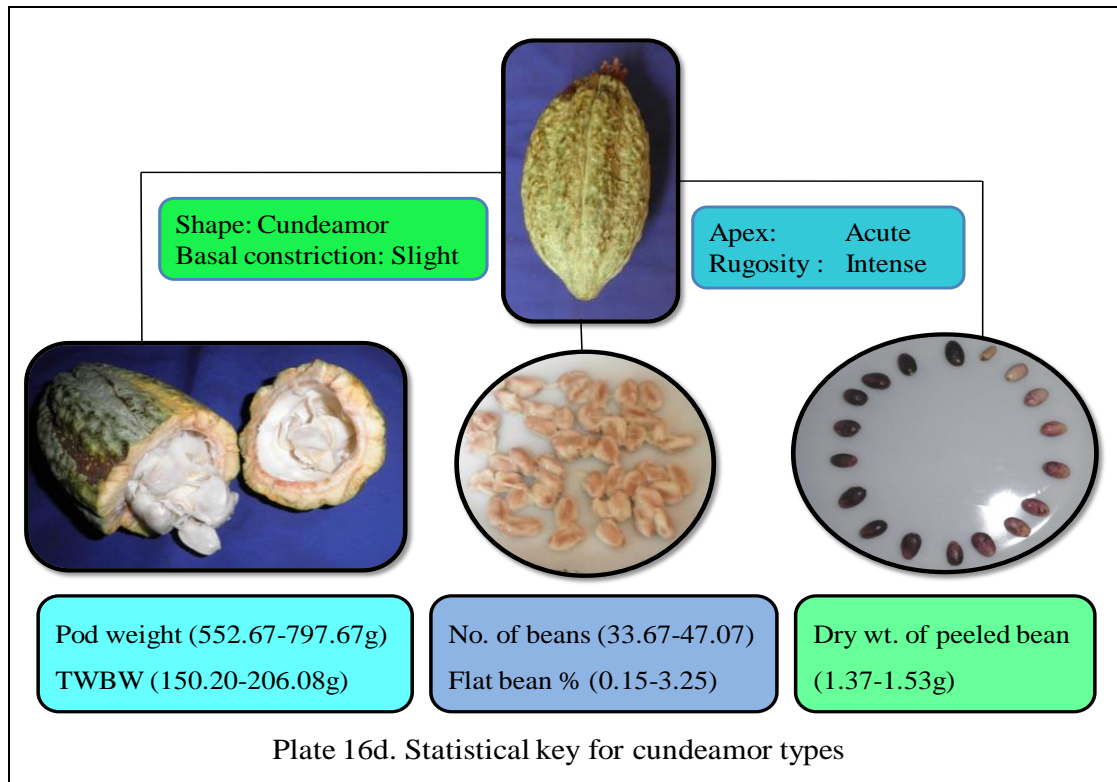 Shape: Cundeamor
Basal constriction: Slight
Apex: Acute
Rugosity : Intense
Pod weight (552.67-797.67g)
TWBW (150.20-206.08g)
No. of beans (33.67-47.07)
Flat bean % (0.15-3.25)
Dry wt. of peeled bean
(1.37-1.53g)
Plate 16d. Statistical key for cundeamor types